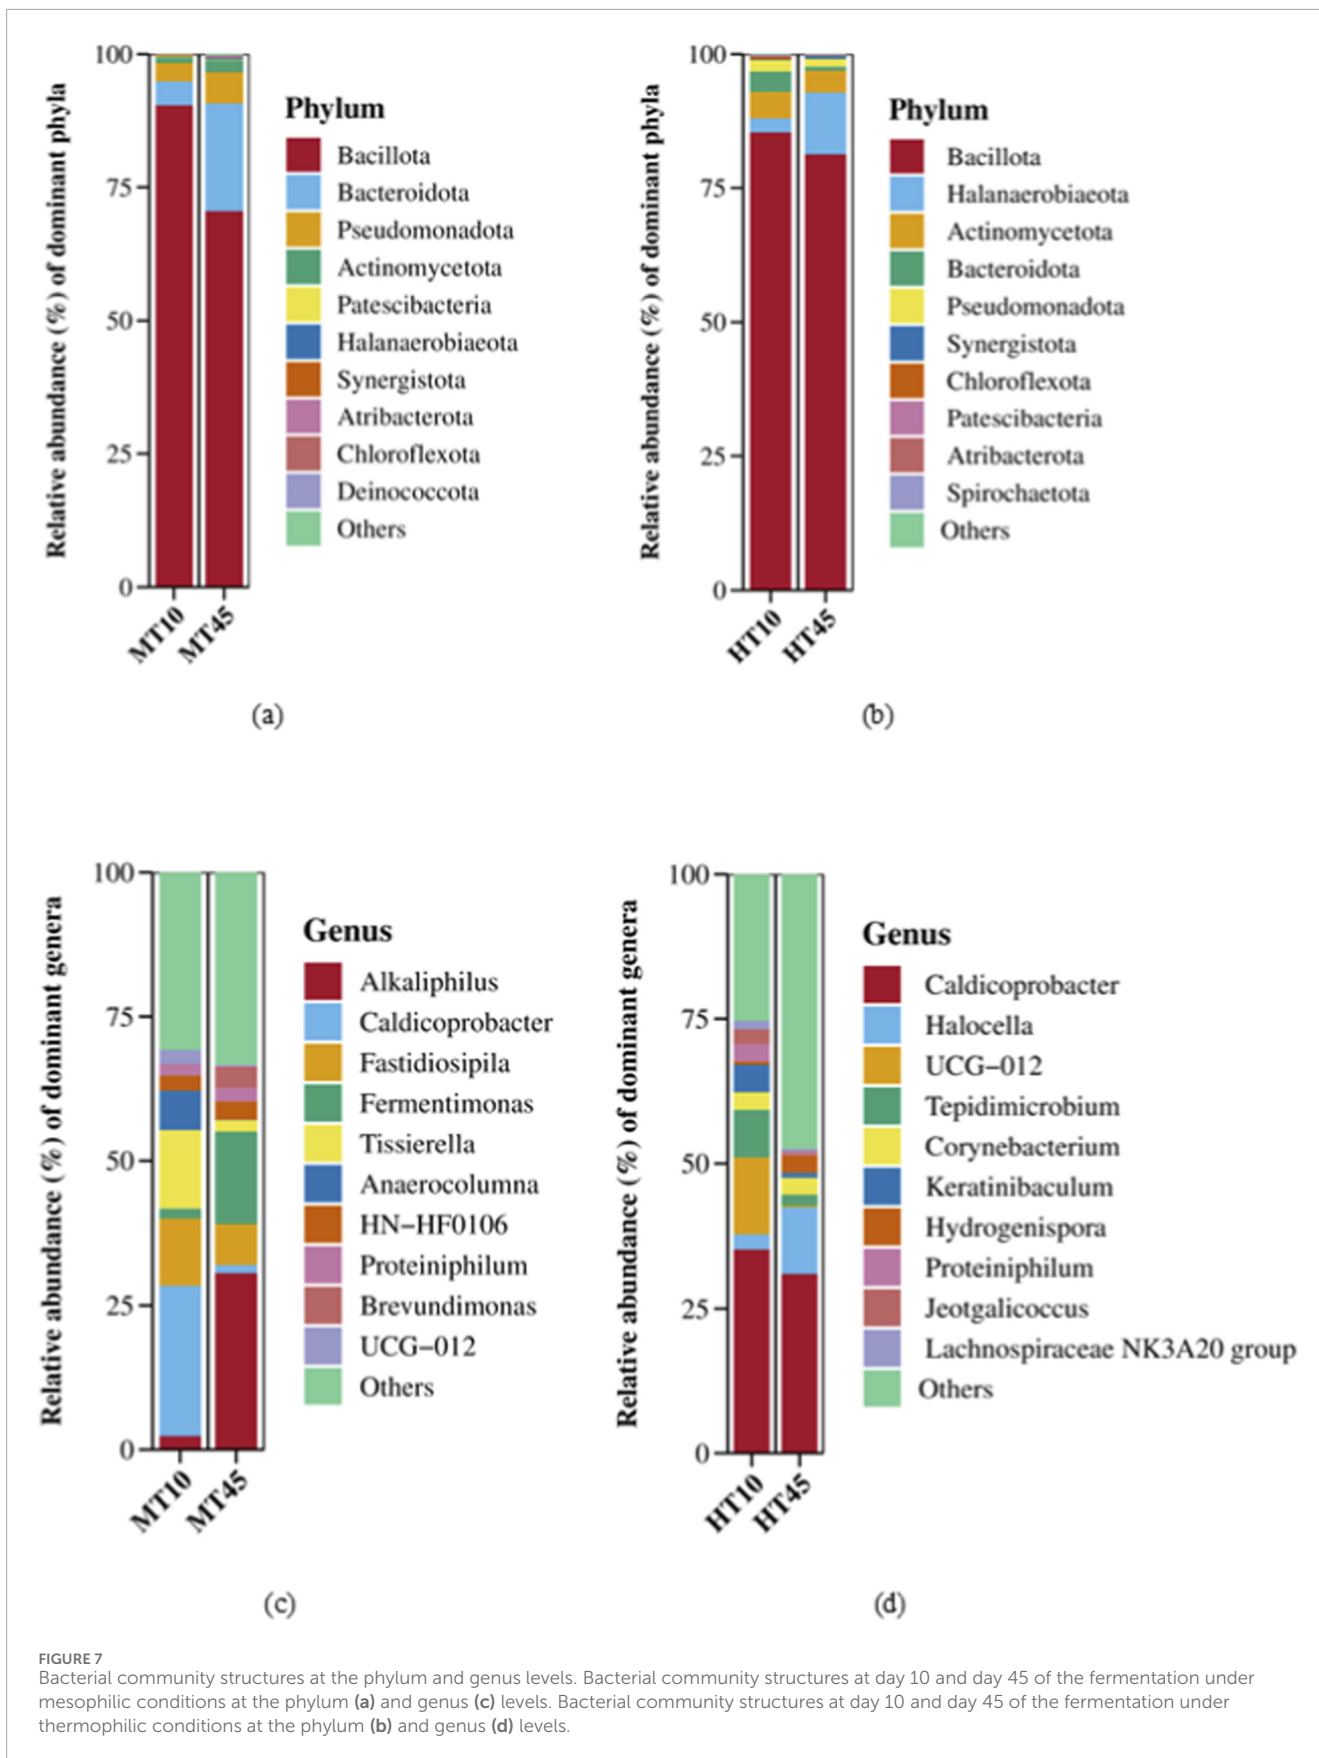 Relative abundance (%) of dominant phyla
100
75
50
25
0
MT10
MT45
Phylum
Bacillota
Bacteroidota
Pseudomonadota
Actinomycetota
Patescibacteria
Halanaerobiaeota
Synergistota
Atribacterota
Chloroflexota
Deinococcota
Others
(a)
Relative abundance (%) of dominant phyla
100
75
50
25
0
HT10
HT45
Phylum
Bacillota
Halanaerobiaeota
Actinomycetota
Bacteroidota
Pseudomonadota
Synergistota
Chloroflexota
Patescibacteria
Atribacterota
Spirochaetota
Others
(b)
Relative abundance (%) of dominant genera
100
75
50
25
0
MT10
MT45
Genus
Alkaliphilus
Caldicoprobacter
Fastidiosipila
Fermentimonas
Tissierella
Anaerocolumna
HN−HF0106
Proteiniphilum
Brevundimonas
UCG−012
Others
(c)
Relative abundance (%) of dominant genera
100
75
50
25
0
HT10
HT45
Genus
Caldicoprobacter
Halocella
UCG−012
Tepidimicrobium
Corynebacterium
Keratinibaculum
Hydrogenispora
Proteiniphilum
Jeotgalicoccus
Lachnospiraceae NK3A20 group
Others
(d)
FIGURE 7
Bacterial community structures at the phylum and genus levels. Bacterial community structures at day 10 and day 45 of the fermentation under
mesophilic conditions at the phylum (a) and genus (c) levels. Bacterial community structures at day 10 and day 45 of the fermentation under
thermophilic conditions at the phylum (b) and genus (d) levels.